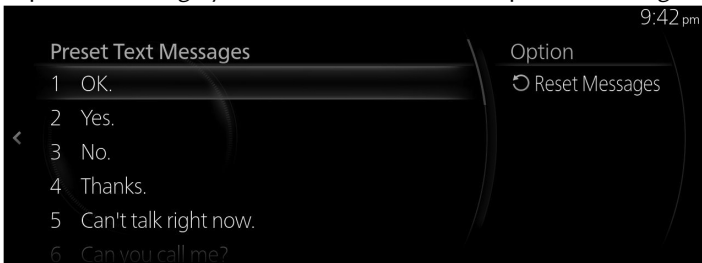 9:42 pm
Preset Text Messages
1 OK.
2 Yes.
3 No.
4 Thanks.
5 Can't talk right now.
6 Can you call me?
Option
Reset Messages